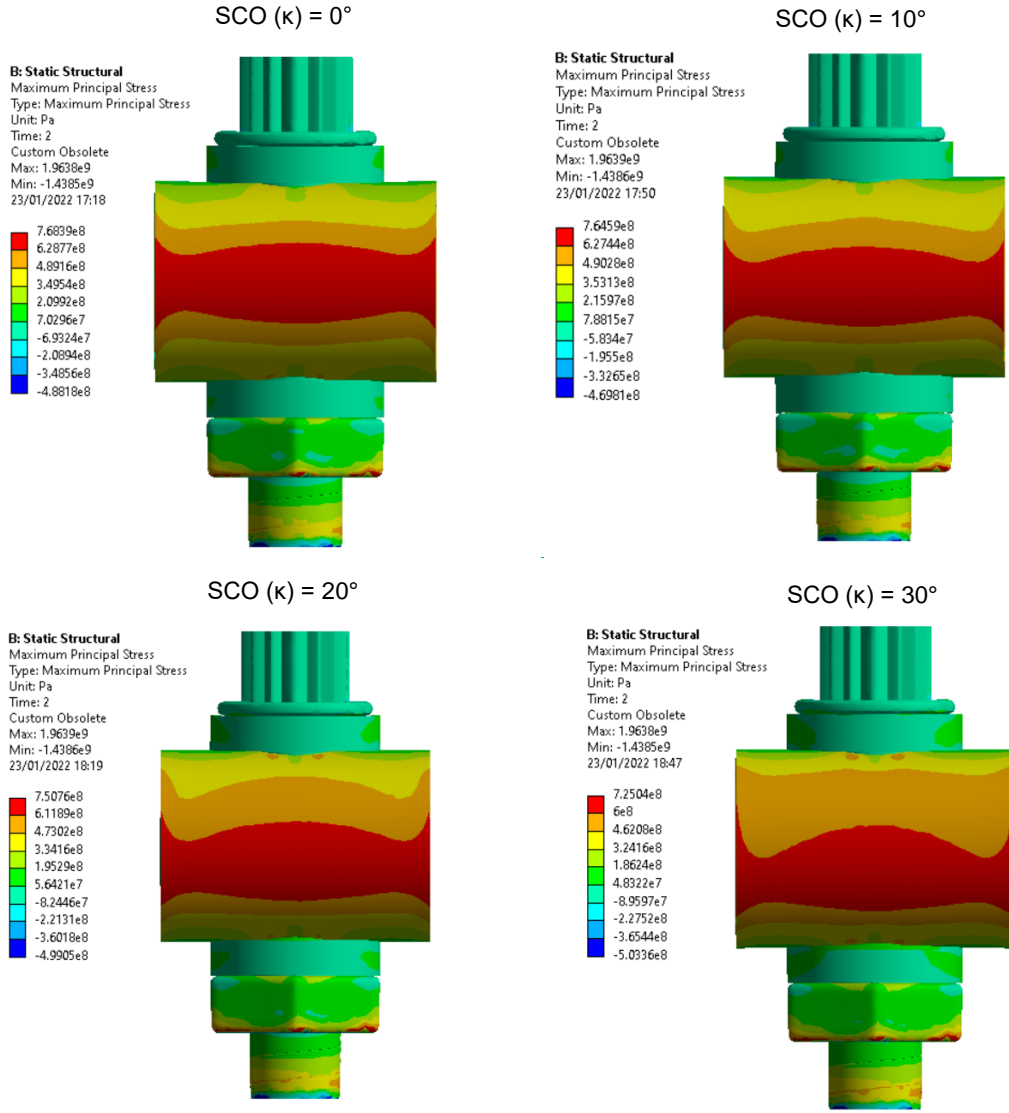 SCO (κ) = 0°
B: Static Structural
Maximum Principal Stress
Type: Maximum Principal Stress
Unit: Pa
Time: 2
Custom Obsolete
Max: 1.9638e9
Min: -1.4385e9
23/01/2022 17:18
7.6839e8
6.2877e8
4.8916e8
3.4954e8
2.0992e8
7.0296e7
-6.9324e7
-2.0894e8
-3.4856e8
-4.8818e8
SCO (κ) = 10°
B: Static Structural
Maximum Principal Stress
Type: Maximum Principal Stress
Unit: Pa
Time: 2
Custom Obsolete
Max: 1.9639e9
Min: -1.4386e9
23/01/2022 17:50
7.6459e8
6.2744e8
4.9028e8
3.5313e8
2.1597e8
7.8815e7
-5.834e7
-1.955e8
-3.3265e8
-4.6981e8
SCO (κ) = 20°
B: Static Structural
Maximum Principal Stress
Type: Maximum Principal Stress
Unit: Pa
Time: 2
Custom Obsolete
Max: 1.9639e9
Min: -1.4386e9
23/01/2022 18:19
7.5076e8
6.1189e8
4.7302e8
3.3416e8
1.9529e8
5.6421e7
-8.2446e7
-2.2131e8
-3.6018e8
-4.9905e8
SCO (κ) = 30°
B: Static Structural
Maximum Principal Stress
Type: Maximum Principal Stress
Unit: Pa
Time: 2
Custom Obsolete
Max: 1.9638e9
Min: -1.4385e9
23/01/2022 18:47
7.2504e8
6e8
4.6208e8
3.2416e8
1.8624e8
4.8322e7
-8.9597e7
-2.2752e8
-3.6544e8
-5.0336e8